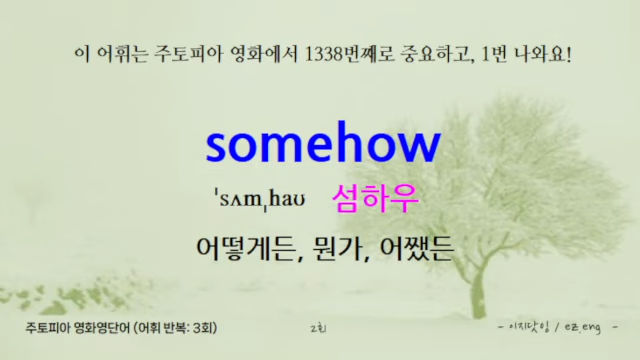 이 어휘는 주토피아 영화에서 1338번째로 중요하고, 1번 나와요!
somehow
ˈsʌmˌhaʊ 섬하우
어떻게든, 뭔가, 어쨌든
주토피아 영화영단어 (어휘 반복: 3회) 2회 - 이지닷잉 / ez.eng -